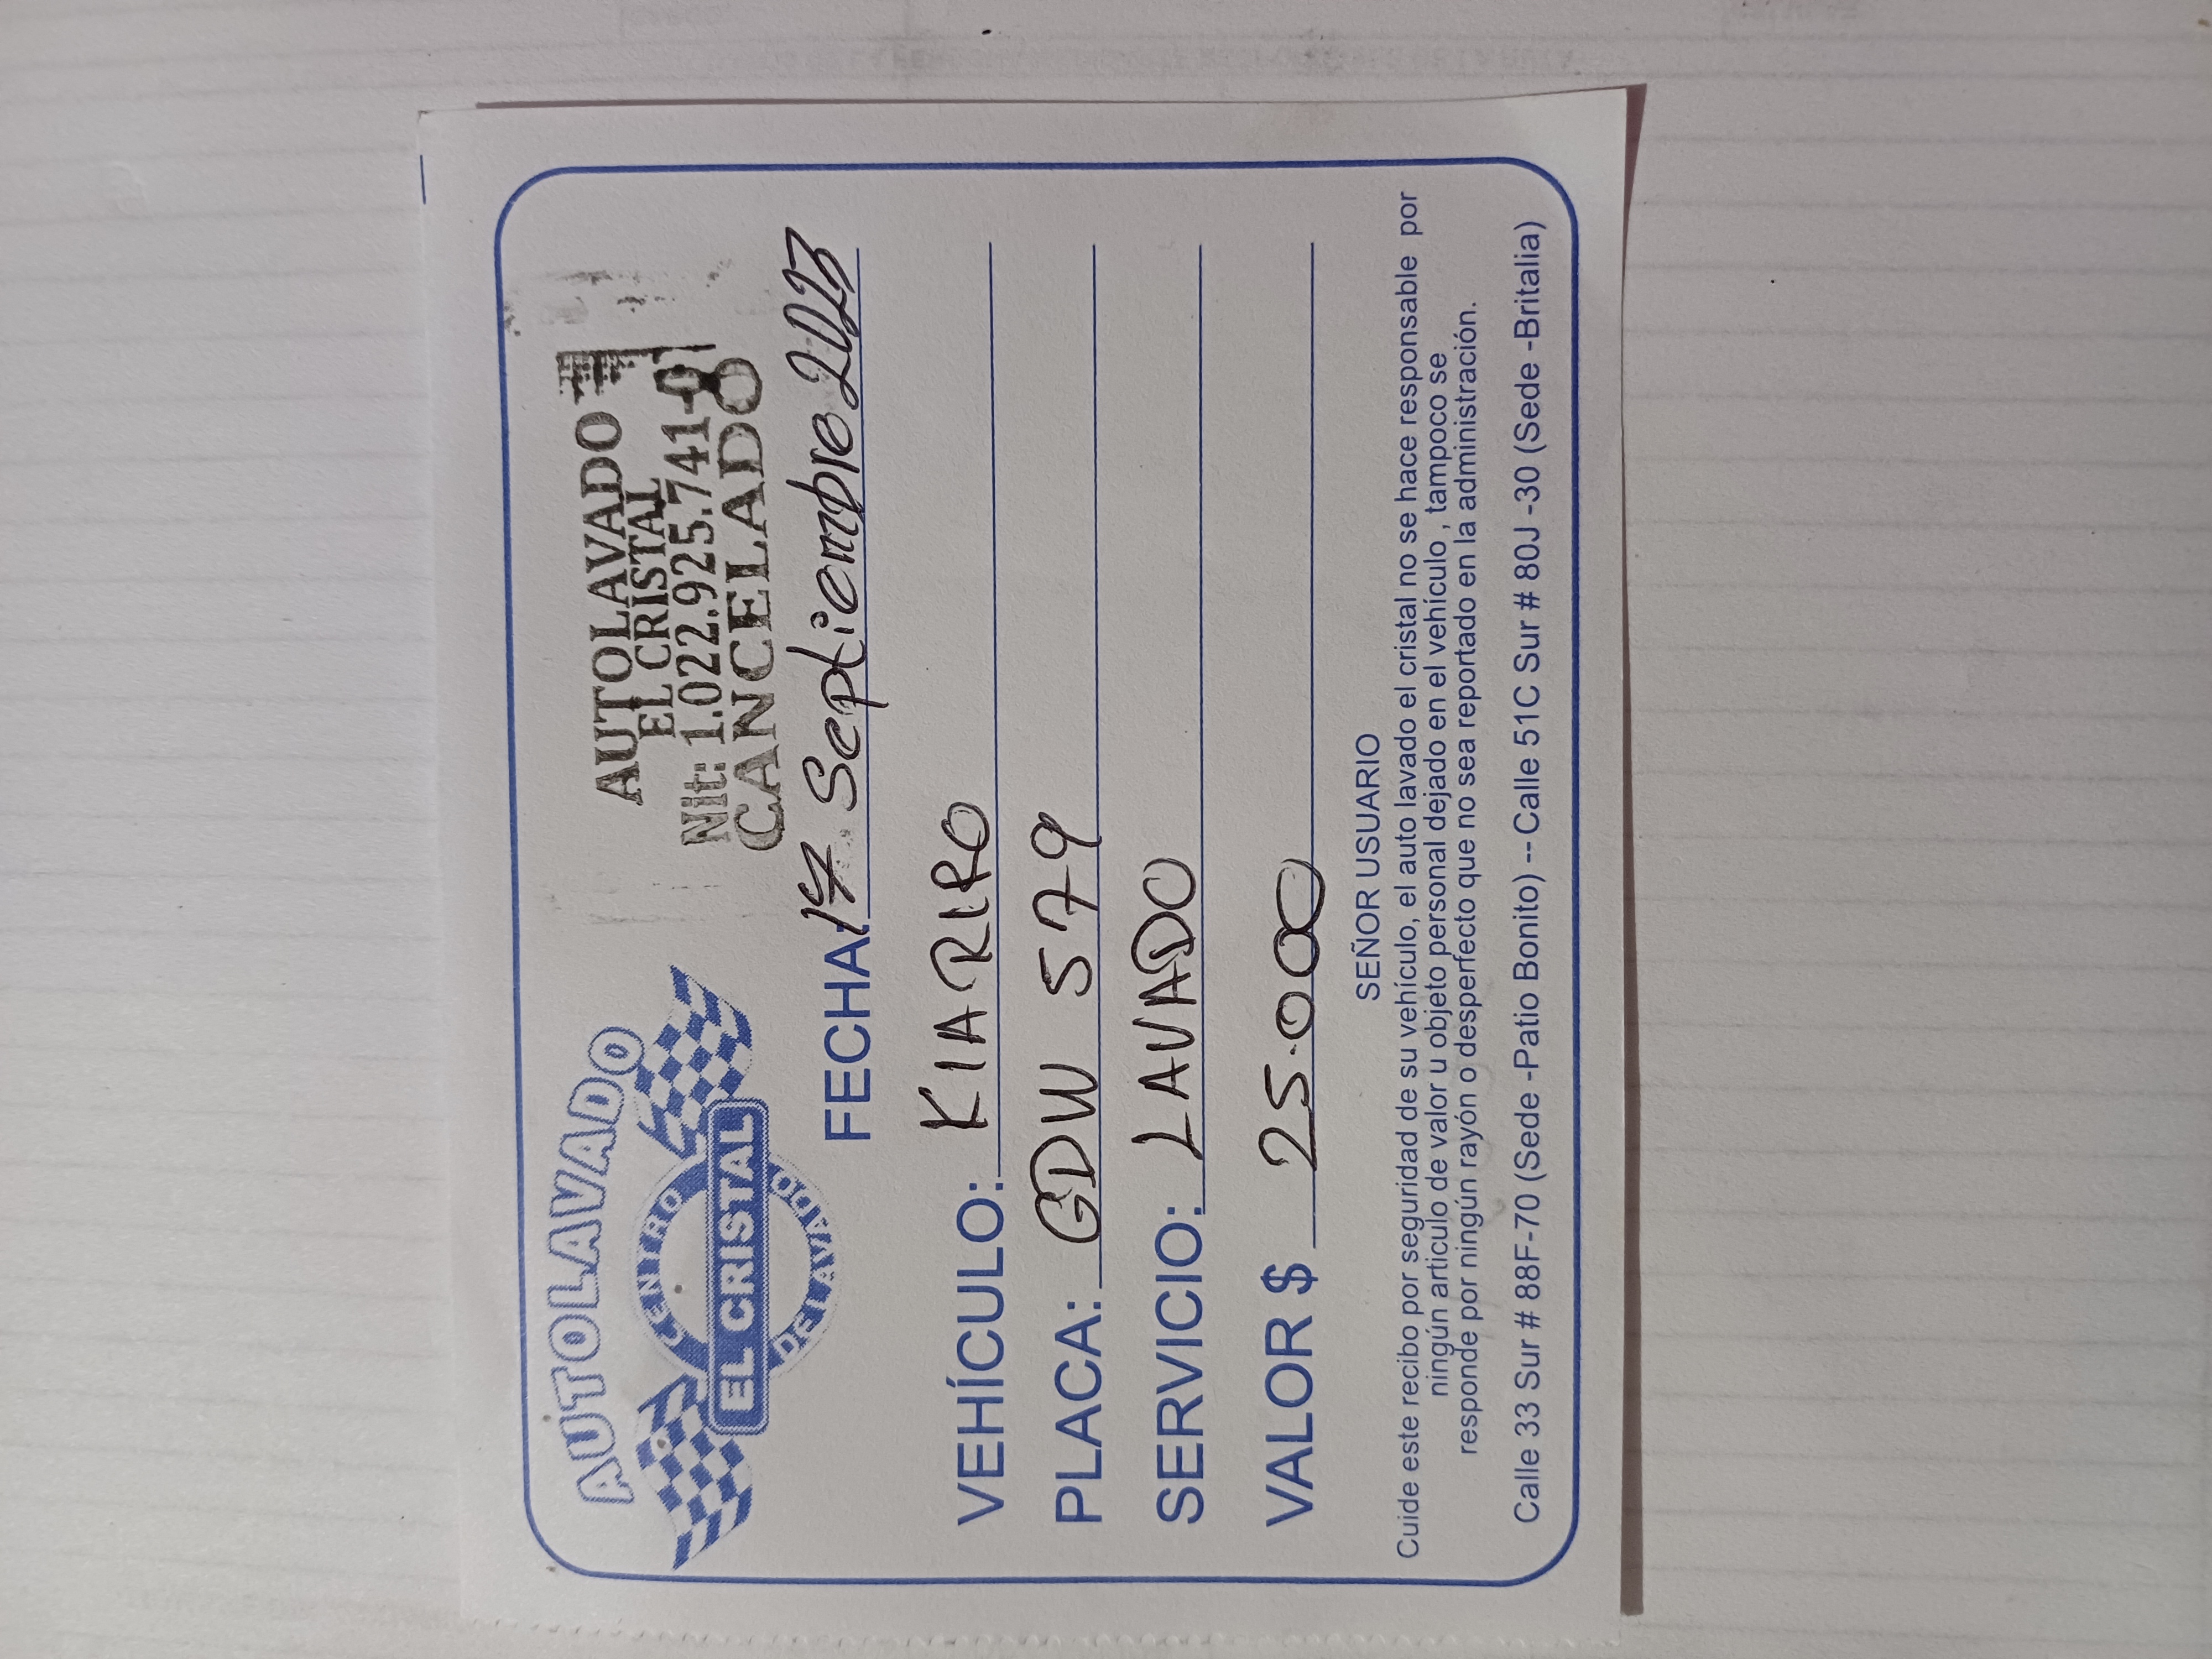 AUTOLAVADO
CENTRO
EL CRISTAL
DE LAVADO
AUTOLAVADO
EL CRISTAL
Nit: 1.022.925.741-0
CANCELADO
FECHA: 17 Septiembre 2023
VEHÍCULO: KIA RIRO
PLACA: GDW 579
SERVICIO: LAVADO
VALOR $ 25.000
SEÑOR USUARIO
Cuide este recibo por seguridad de su vehículo, el auto lavado el cristal no se hace responsable por
ningún articulo de valor u objeto personal dejado en el vehículo , tampoco se
responde por ningún rayón o desperfecto que no sea reportado en la administración.
Calle 33 Sur # 88F-70 (Sede -Patio Bonito) -- Calle 51C Sur # 80J -30 (Sede -Britalia)